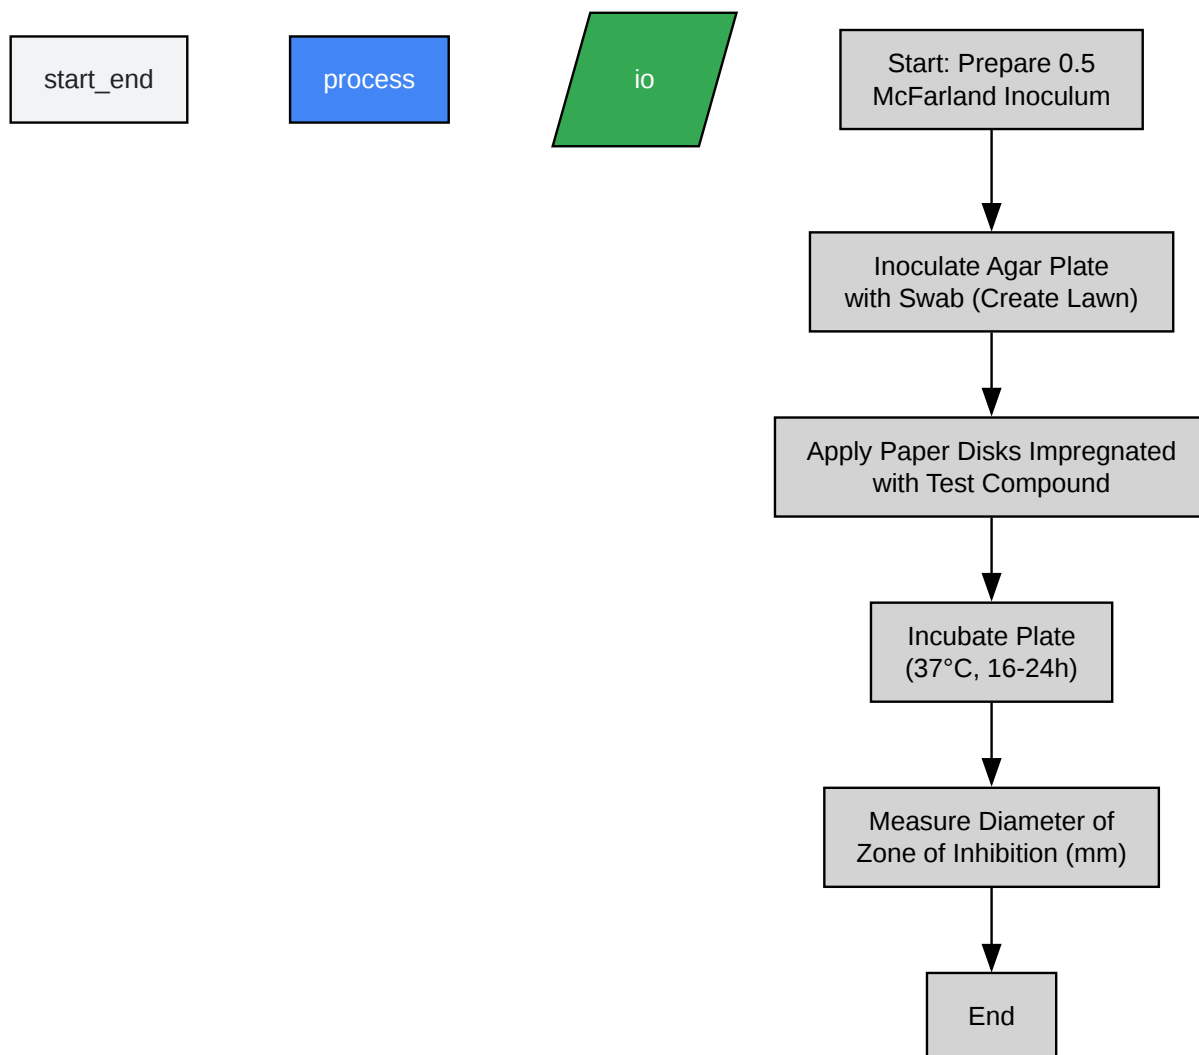 start_end
process
io
Start: Prepare 0.5
McFarland Inoculum
Inoculate Agar Plate
with Swab (Create Lawn)
Apply Paper Disks Impregnated
with Test Compound
Incubate Plate
(37°C, 16-24h)
Measure Diameter of
Zone of Inhibition (mm)
End